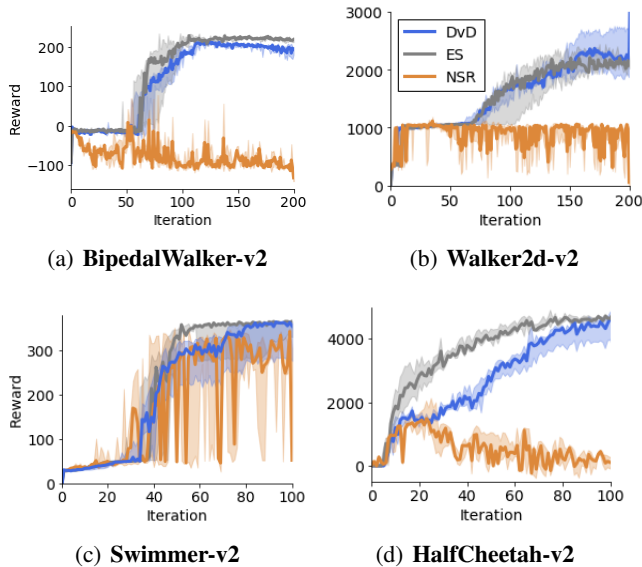 200
100
0
−100
Reward
0
50
100
150
200
Iteration
(a) BipedalWalker-v2
3000
2000
1000
0
DvD
ES
NSR
0
50
100
150
200
Iteration
(b) Walker2d-v2
300
200
100
0
Reward
0
20
40
60
80
100
Iteration
(c) Swimmer-v2
4000
2000
0
0
20
40
60
80
100
Iteration
(d) HalfCheetah-v2